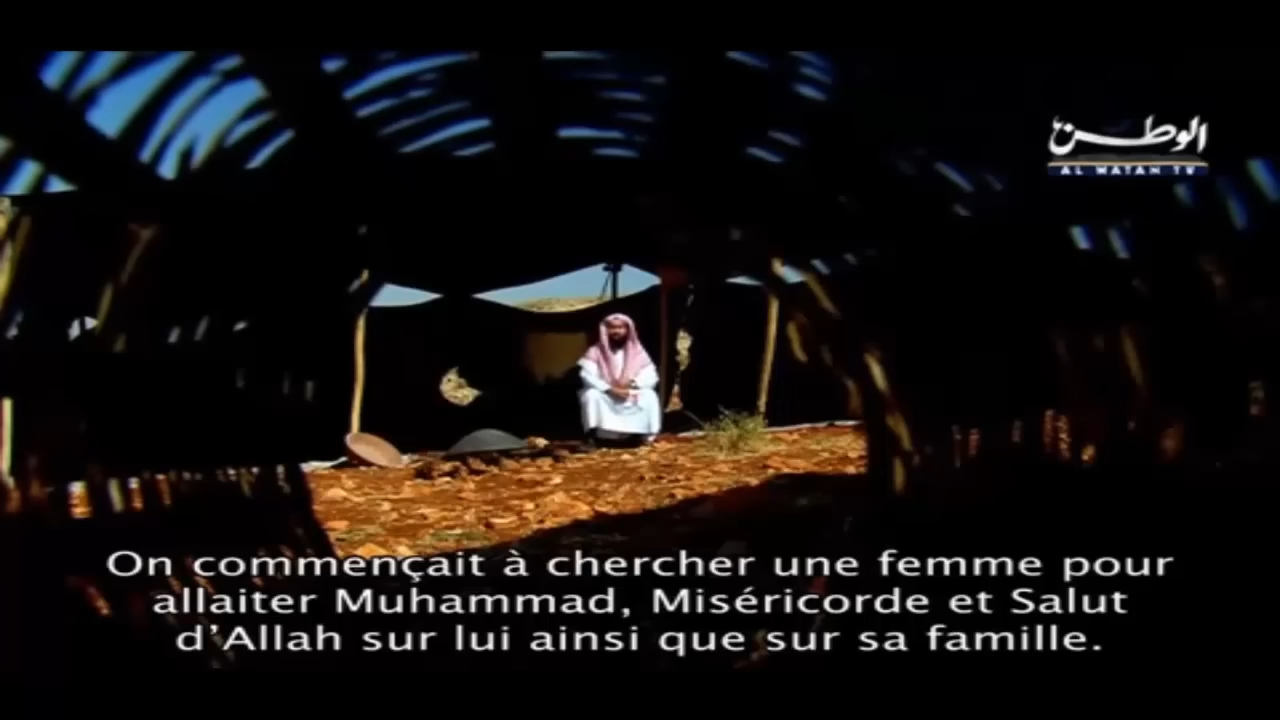 الوطن
AL WATAN TV
On commençait à chercher une femme pour
allaiter Muhammad, Miséricorde et Salut
d’Allah sur lui ainsi que sur sa famille.